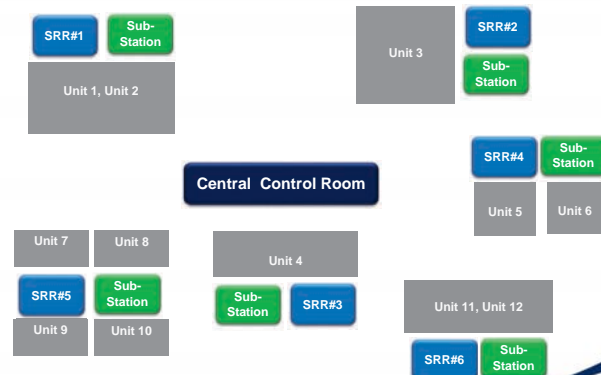 SRR#1
Sub-
Station
Unit 1, Unit 2
Unit 3
SRR#2
Sub-
Station
Central Control Room
SRR#4
Sub-
Station
Unit 5
Unit 6
Unit 7
Unit 8
SRR#5
Sub-
Station
Unit 9
Unit 10
Unit 4
Sub-
Station
SRR#3
Unit 11, Unit 12
SRR#6
Sub-
Station